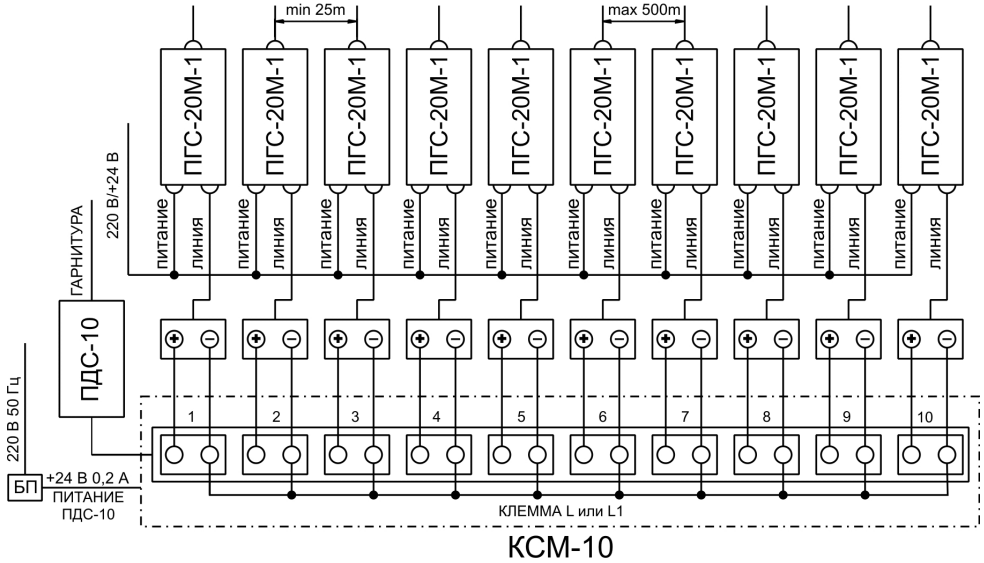 min 25m
max 500m
ПГС-20М-1
ПГС-20М-1
ПГС-20М-1
ПГС-20М-1
ПГС-20М-1
ПГС-20М-1
ПГС-20М-1
ПГС-20М-1
ПГС-20М-1
ПГС-20М-1
220 В/+24 В
питание
линия
питание
линия
питание
линия
питание
линия
питание
линия
питание
линия
питание
линия
питание
линия
питание
линия
питание
линия
ГАРНИТУРА
ПДС-10
+ −
+ −
+ −
+ −
+ −
+ −
+ −
+ −
+ −
+ −
220 В 50 Гц
1 2 3 4 5 6 7 8 9 10
БП
+24 В 0,2 А
ПИТАНИЕ
ПДС-10
КЛЕММА L или L1
КСМ-10